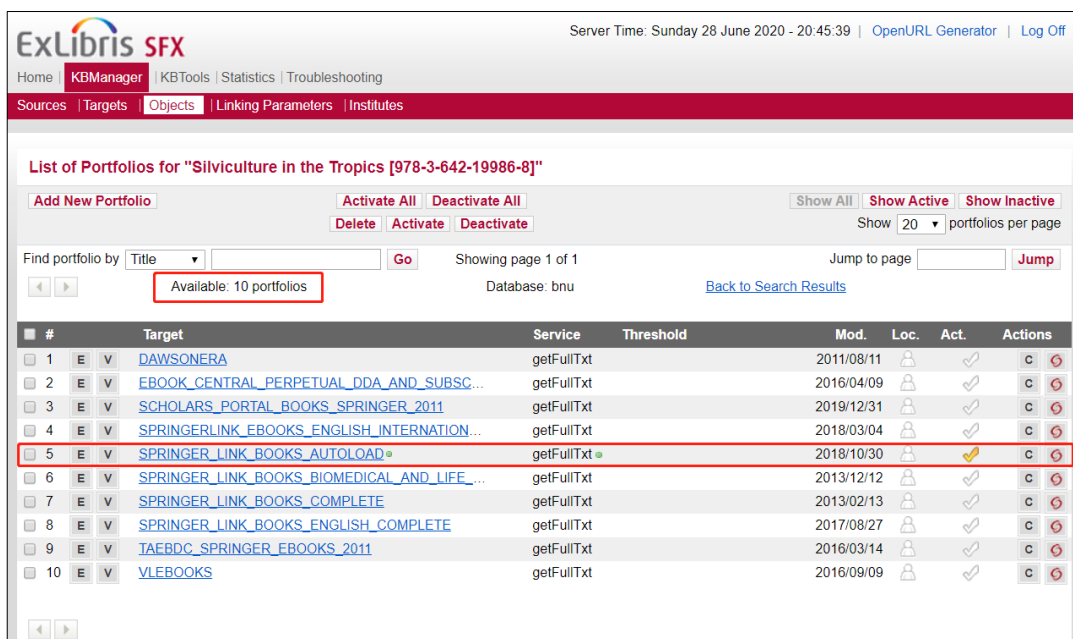 ExLibris SFX
Server Time: Sunday 28 June 2020 - 20:45:39 | OpenURL Generator | Log Off
Home | KBManager | KBTools | Statistics | Troubleshooting
Sources | Targets | Objects | Linking Parameters | Institutes
List of Portfolios for "Silviculture in the Tropics [978-3-642-19986-8]"
Add New Portfolio Activate All Deactivate All Show All Show Active Show Inactive
Delete Activate Deactivate Show 20 portfolios per page
Find portfolio by Title Go Showing page 1 of 1 Jump to page Jump
Available: 10 portfolios Database: bnu Back to Search Results
# Target Service Threshold Mod. Loc. Act. Actions
1 E V DAWSONERA getFullTxt 2011/08/11 C
2 E V EBOOK_CENTRAL_PERPETUAL_DDA_AND_SUBSC... getFullTxt 2016/04/09 C
3 E V SCHOLARS_PORTAL_BOOKS_SPRINGER_2011 getFullTxt 2019/12/31 C
4 E V SPRINGERLINK_EBOOKS_ENGLISH_INTERNATION... getFullTxt 2018/03/04 C
5 E V SPRINGER_LINK_BOOKS_AUTOLOAD getFullTxt 2018/10/30 C
6 E V SPRINGER_LINK_BOOKS_BIOMEDICAL_AND_LIFE_... getFullTxt 2013/12/12 C
7 E V SPRINGER_LINK_BOOKS_COMPLETE getFullTxt 2013/02/13 C
8 E V SPRINGER_LINK_BOOKS_ENGLISH_COMPLETE getFullTxt 2017/08/27 C
9 E V TAEBDC_SPRINGER_EBOOKS_2011 getFullTxt 2016/03/14 C
10 E V VLEBOOKS getFullTxt 2016/09/09 C